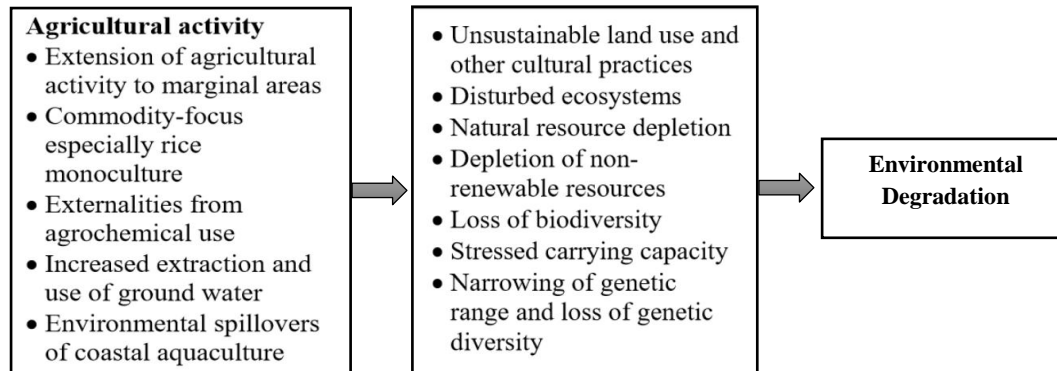 Agricultural activity
• Extension of agricultural
activity to marginal areas
• Commodity-focus
especially rice
monoculture
• Externalities from
agrochemical use
• Increased extraction and
use of ground water
• Environmental spillovers
of coastal aquaculture
• Unsustainable land use and
other cultural practices
• Disturbed ecosystems
• Natural resource depletion
• Depletion of non-
renewable resources
• Loss of biodiversity
• Stressed carrying capacity
• Narrowing of genetic
range and loss of genetic
diversity
Environmental
Degradation